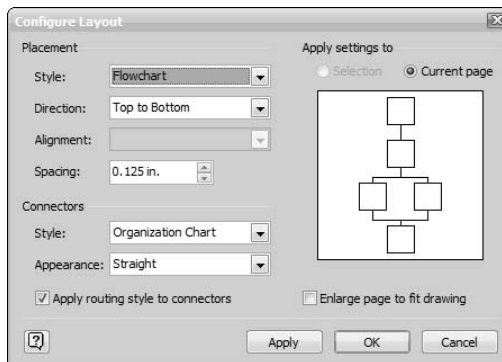 Configure Layout
Placement
Style: Flowchart
Direction: Top to Bottom
Alignment:
Spacing: 0.125 in.
Connectors
Style: Organization Chart
Appearance: Straight
Apply routing style to connectors
Apply settings to
Selection Current page
Enlarge page to fit drawing
? Apply OK Cancel